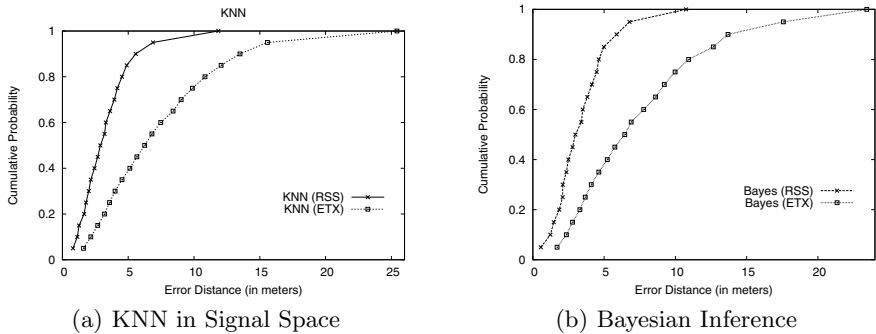 KNN
1
0.8
0.6
0.4
0.2
0
Cumulative Probability
KNN (RSS)
KNN (ETX)
0 5 10 15 20 25
Error Distance (in meters)
(a) KNN in Signal Space
1
0.8
0.6
0.4
0.2
0
Cumulative Probability
Bayes (RSS)
Bayes (ETX)
0 5 10 15 20
Error Distance (in meters)
(b) Bayesian Inference